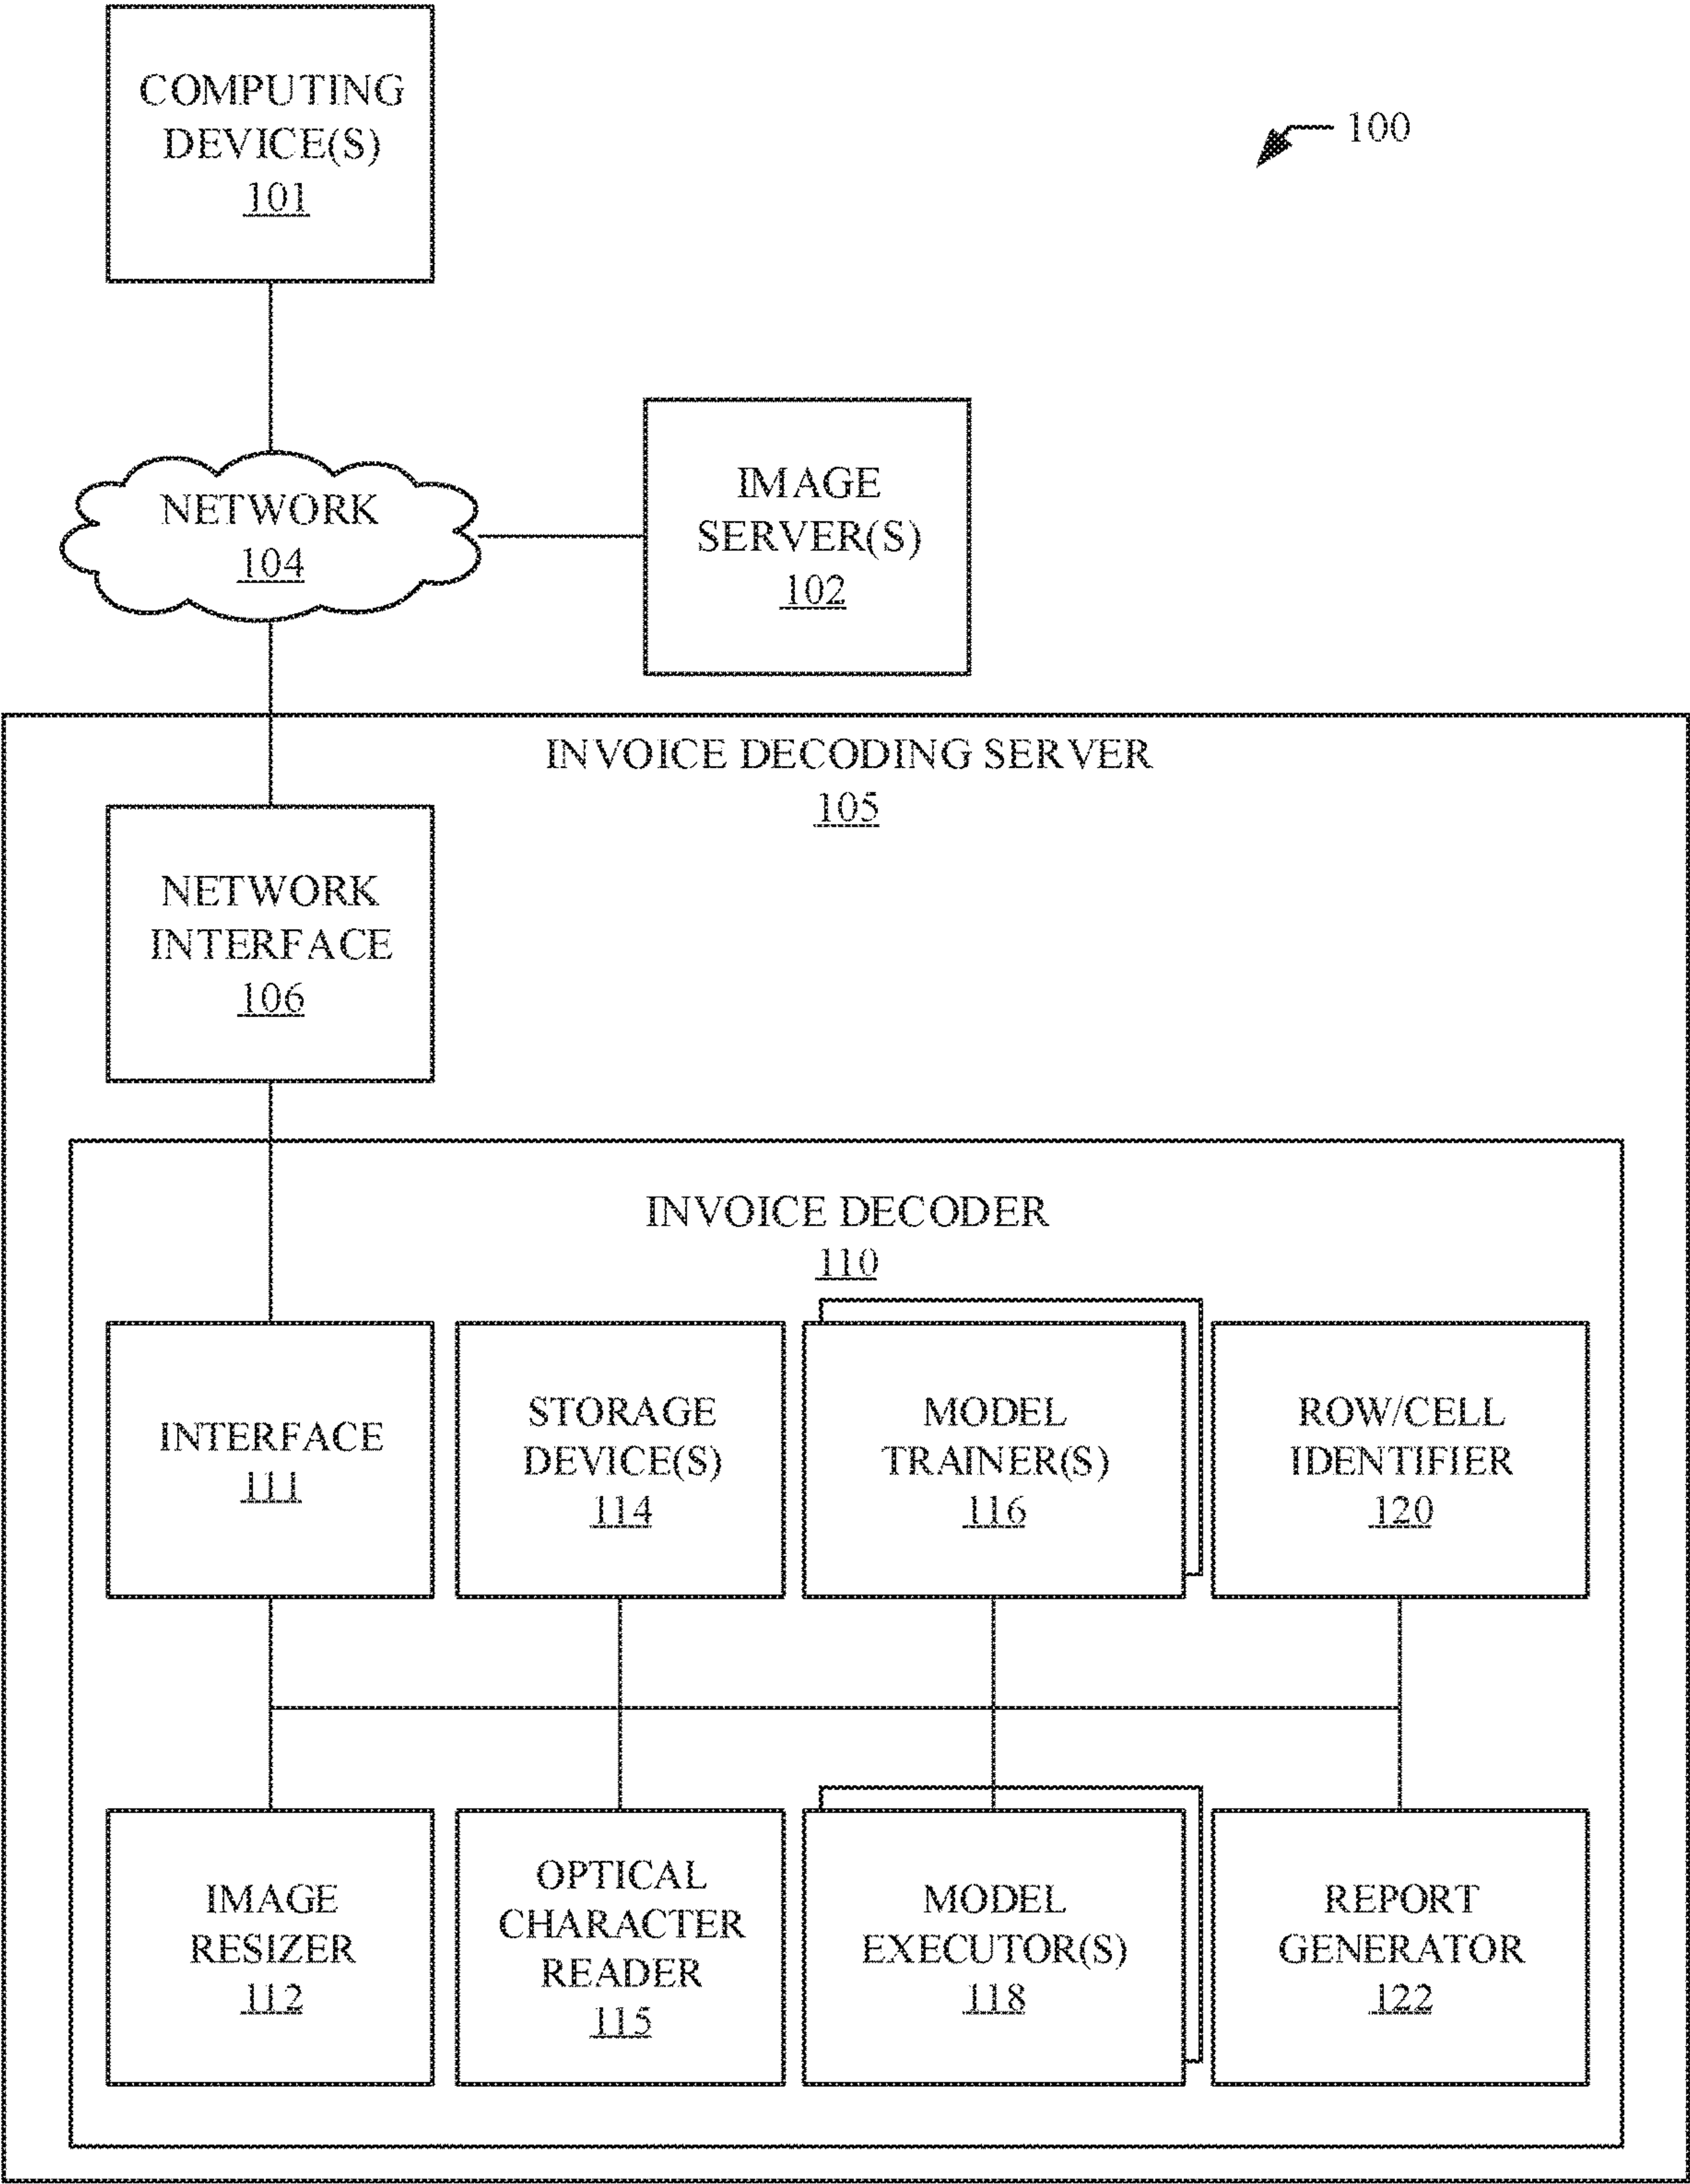 COMPUTING
DEVICE(S)
101
100
NETWORK
104
IMAGE
SERVER(S)
102
INVOICE DECODING SERVER
105
NETWORK
INTERFACE
106
INVOICE DECODER
110
INTERFACE
111
STORAGE
DEVICE(S)
114
MODEL
TRAINER(S)
116
ROW/CELL
IDENTIFIER
120
IMAGE
RESIZER
112
OPTICAL
CHARACTER
READER
115
MODEL
EXECUTOR(S)
118
REPORT
GENERATOR
122